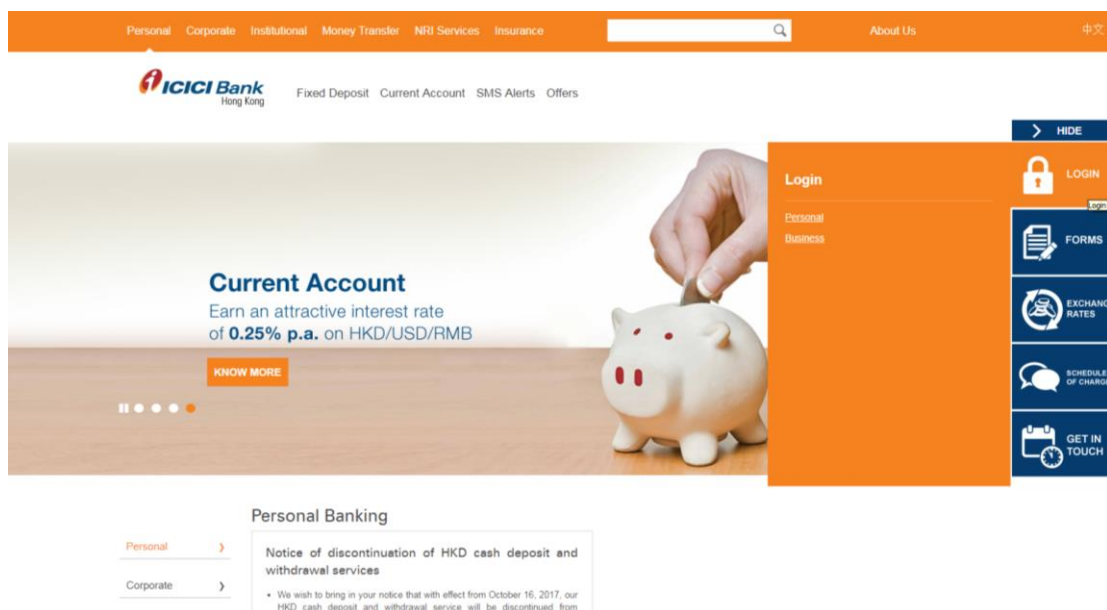 Personal Corporate Institutional Money Transfer NRI Services Insurance About Us 中文
ICICI Bank
Hong Kong
Fixed Deposit Current Account SMS Alerts Offers
HIDE
Login
LOGIN
Login
Personal
Business
FORMS
Current Account
Earn an attractive interest rate
of 0.25% p.a. on HKD/USD/RMB
KNOW MORE
EXCHANG
RATES
SCHEDULE
OF CHARG
GET IN
TOUCH
Personal Banking
Personal
Corporate
Notice of discontinuation of HKD cash deposit and
withdrawal services
• We wish to bring in your notice that with effect from October 16, 2017, our
HKD cash deposit and withdrawal service will be discontinued from